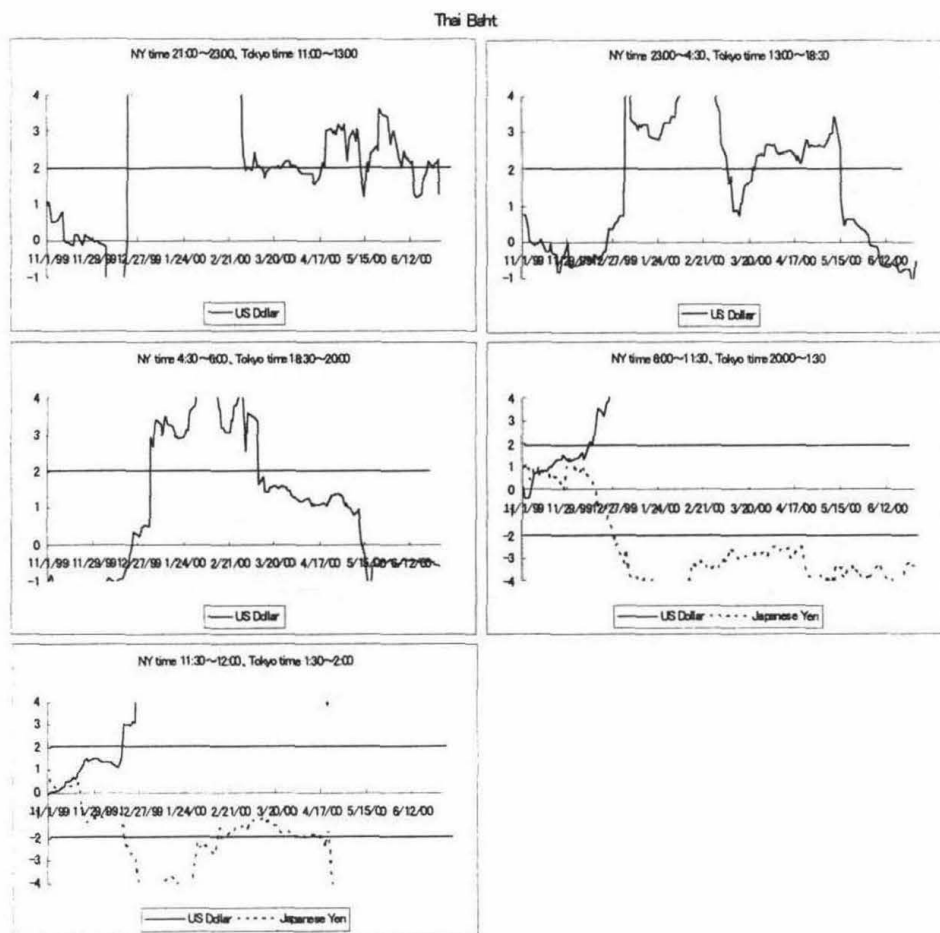 Thai Baht
NY time 21:00~23:00、Tokyo time 11:00~13:00
4
3
2
1
0
-1
11/1/99 11/29/99 12/27/99 1/24/00 2/21/00 3/20/00 4/17/00 5/15/00 6/12/00
US Dollar
NY time 23:00~4:30、Tokyo time 13:00~18:30
4
3
2
1
0
-1
11/1/99 11/29/99 12/27/99 1/24/00 2/21/00 3/20/00 4/17/00 5/15/00 6/12/00
US Dollar
NY time 4:30~6:00、Tokyo time 18:30~20:00
4
3
2
1
0
-1
11/1/99 11/29/99 12/27/99 1/24/00 2/21/00 3/20/00 4/17/00 5/15/00 6/12/00
US Dollar
NY time 6:00~11:30、Tokyo time 20:00~1:30
4
3
2
1
0
-1
-2
-3
-4
11/1/99 11/29/99 12/27/99 1/24/00 2/21/00 3/20/00 4/17/00 5/15/00 6/12/00
US Dollar Japanese Yen
NY time 11:30~12:00、Tokyo time 1:30~2:00
4
3
2
1
0
-2
-3
-4
11/1/99 11/29/99 12/27/99 1/24/00 2/21/00 3/20/00 4/17/00 5/15/00 6/12/00
US Dollar Japanese Yen